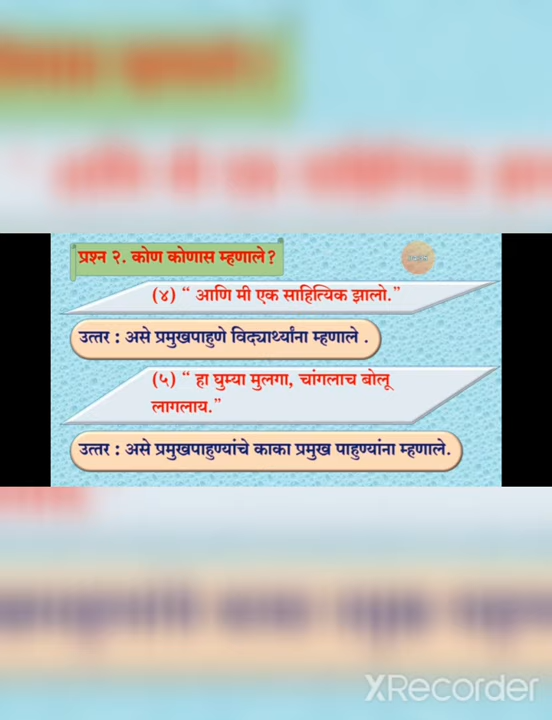 प्रश्न २. कोण कोणास म्हणाले?
(४) “ आणि मी एक साहित्यिक झालो.”
उत्तर : असे प्रमुखपाहुणे विद्यार्थ्यांना म्हणाले .
(५) “ हा घुम्या मुलगा, चांगलाच बोलू
लागलाय.”
उत्तर : असे प्रमुखपाहुण्यांचे काका प्रमुख पाहुण्यांना म्हणाले.
XRecorder